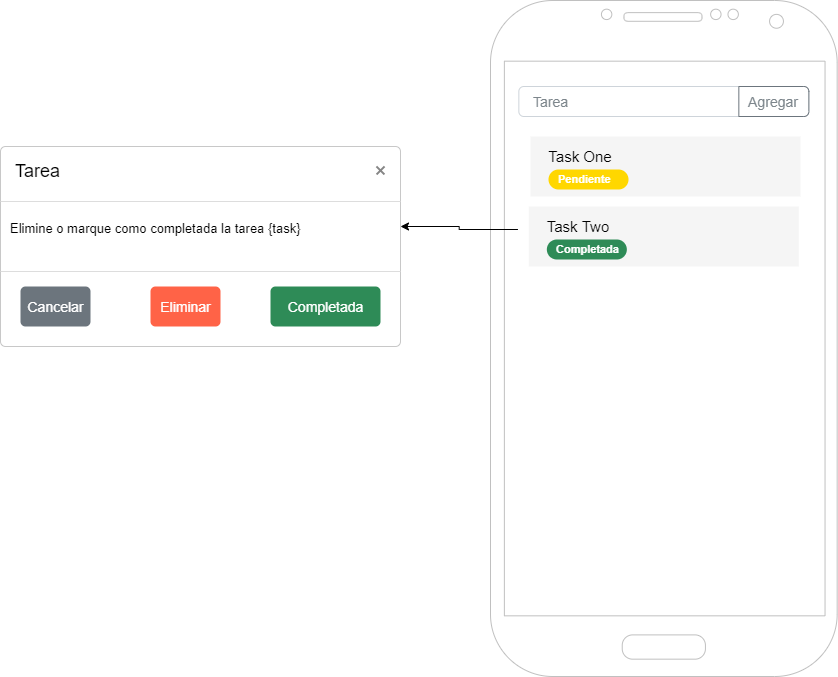 Tarea
×
Elimine o marque como completada la tarea {task}
Cancelar
Eliminar
Completada
Tarea
Agregar
Task One
Pendiente
Task Two
Completada